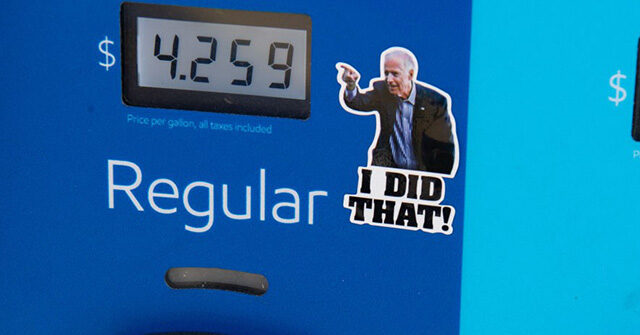 $ 4.259
Price per gallon, all taxes included
Regular
I DID
THAT!
$